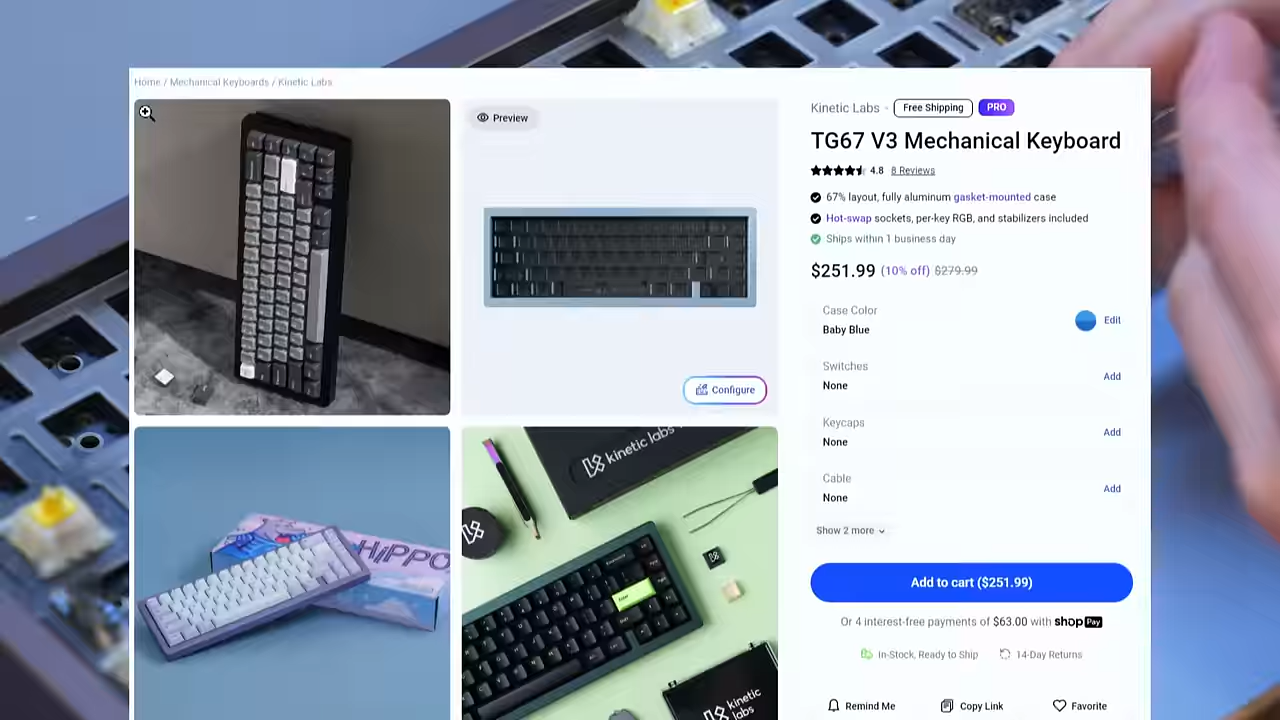 Home / Mechanical Keyboards / Kinetic Labs
Preview
Configure
HiPPO
kinetic labs
Enter
kinetic
labs
Kinetic Labs - Free Shipping PRO
TG67 V3 Mechanical Keyboard
4.8 8 Reviews
67% layout, fully aluminum gasket-mounted case
Hot-swap sockets, per-key RGB, and stabilizers included
Ships within 1 business day
$251.99 (10% off) $279.99
Case Color
Baby Blue
Edit
Switches
None
Add
Keycaps
None
Add
Cable
None
Add
Show 2 more
Add to cart ($251.99)
Or 4 interest-free payments of $63.00 with shop Pay
In-Stock, Ready to Ship 14-Day Returns
Remind Me Copy Link Favorite